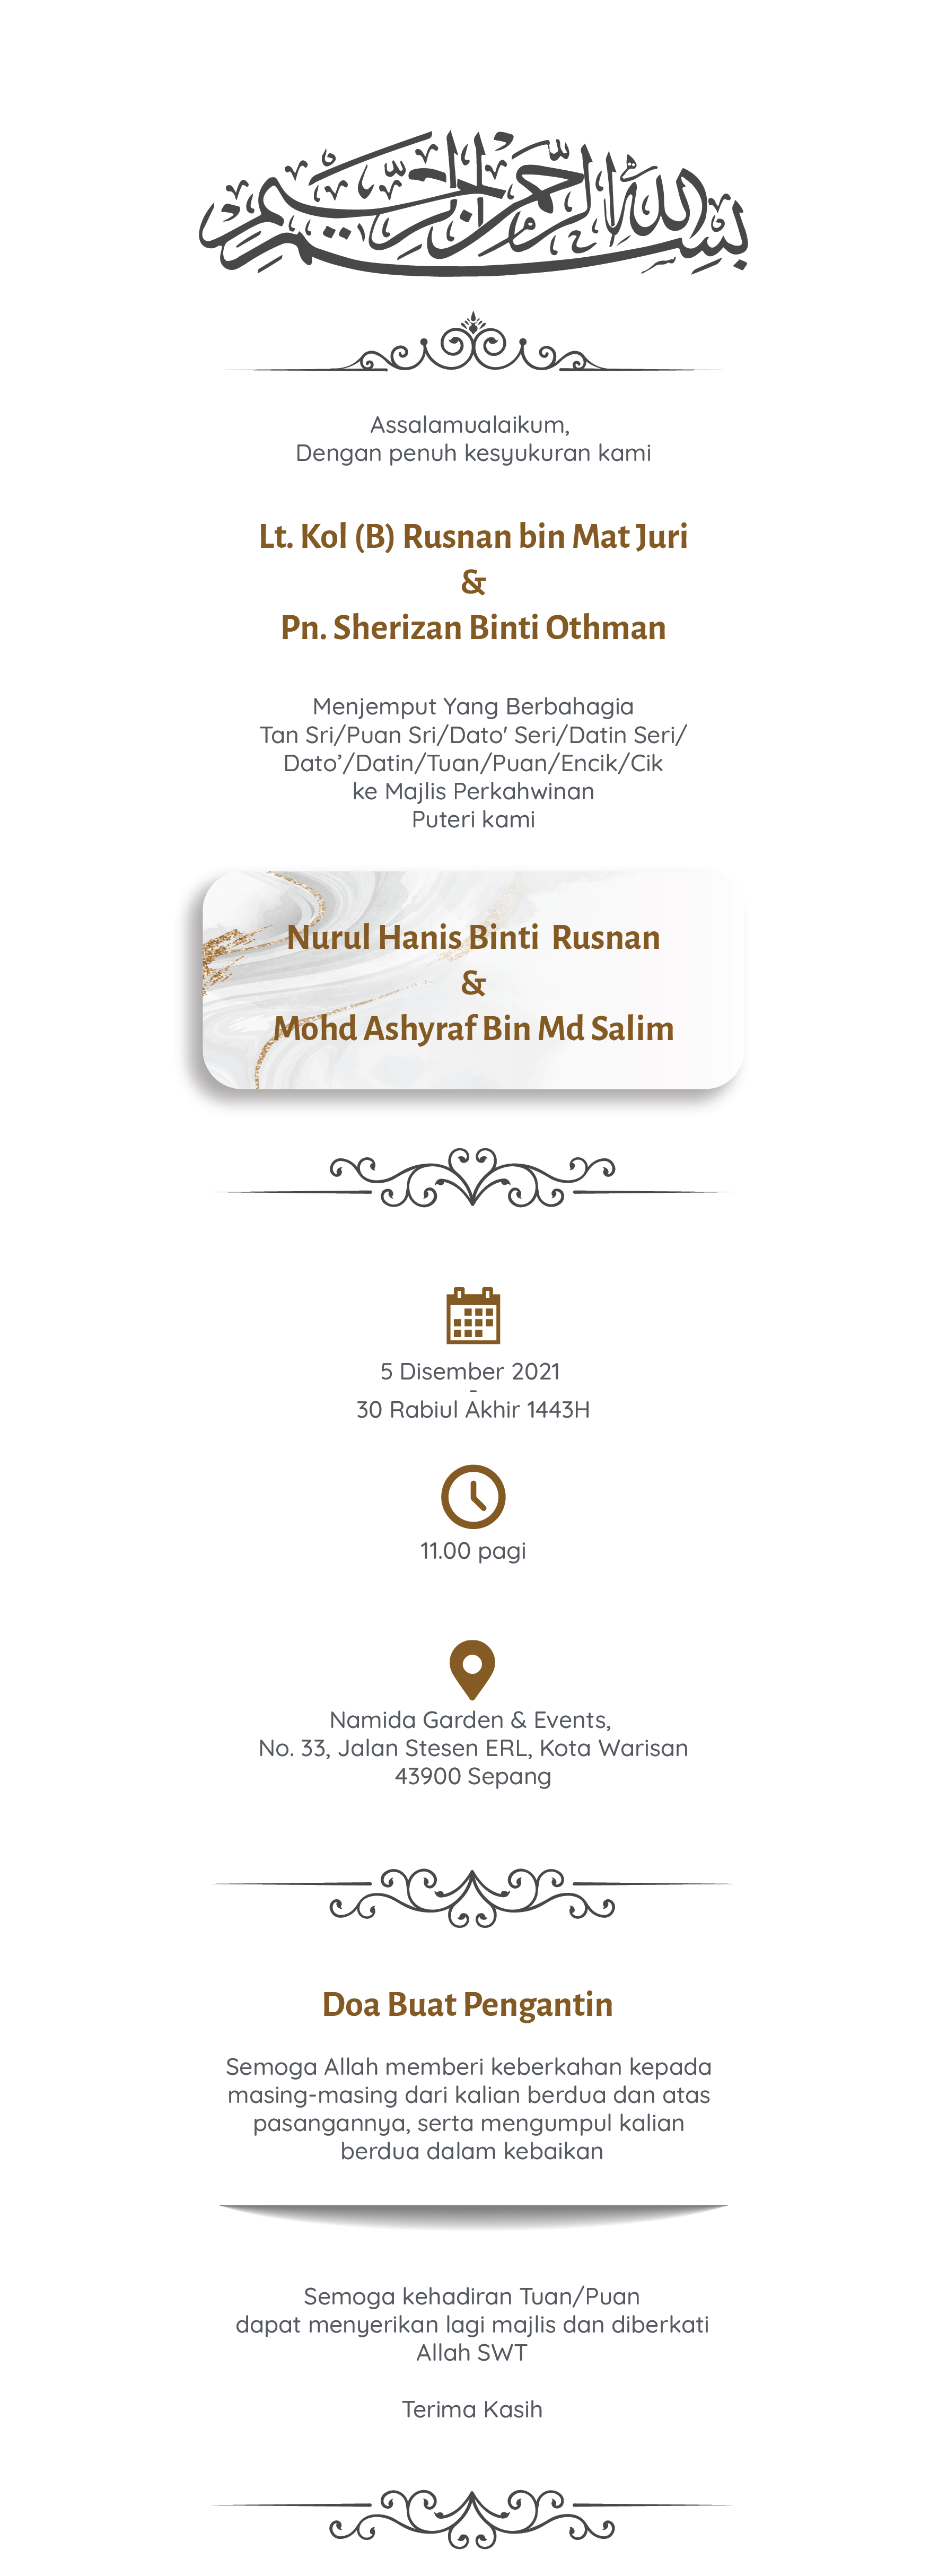 بسم الله الرحمن الرحيم
Assalamualaikum,
Dengan penuh kesyukuran kami
Lt. Kol (B) Rusnan bin Mat Juri
&
Pn. Sherizan Binti Othman
Menjemput Yang Berbahagia
Tan Sri/Puan Sri/Dato' Seri/Datin Seri/
Dato’/Datin/Tuan/Puan/Encik/Cik
ke Majlis Perkahwinan
Puteri kami
Nurul Hanis Binti Rusnan
&
Mohd Ashyraf Bin Md Salim
5 Disember 2021
-
30 Rabiul Akhir 1443H
11.00 pagi
Namida Garden & Events,
No. 33, Jalan Stesen ERL, Kota Warisan
43900 Sepang
Doa Buat Pengantin
Semoga Allah memberi keberkahan kepada
masing-masing dari kalian berdua dan atas
pasangannya, serta mengumpul kalian
berdua dalam kebaikan
Semoga kehadiran Tuan/Puan
dapat menyerikan lagi majlis dan diberkati
Allah SWT
Terima Kasih